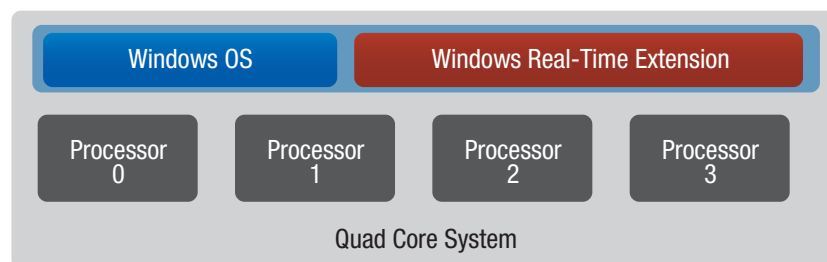 Windows OS
Windows Real-Time Extension
Processor
0
Processor
1
Processor
2
Processor
3
Quad Core System